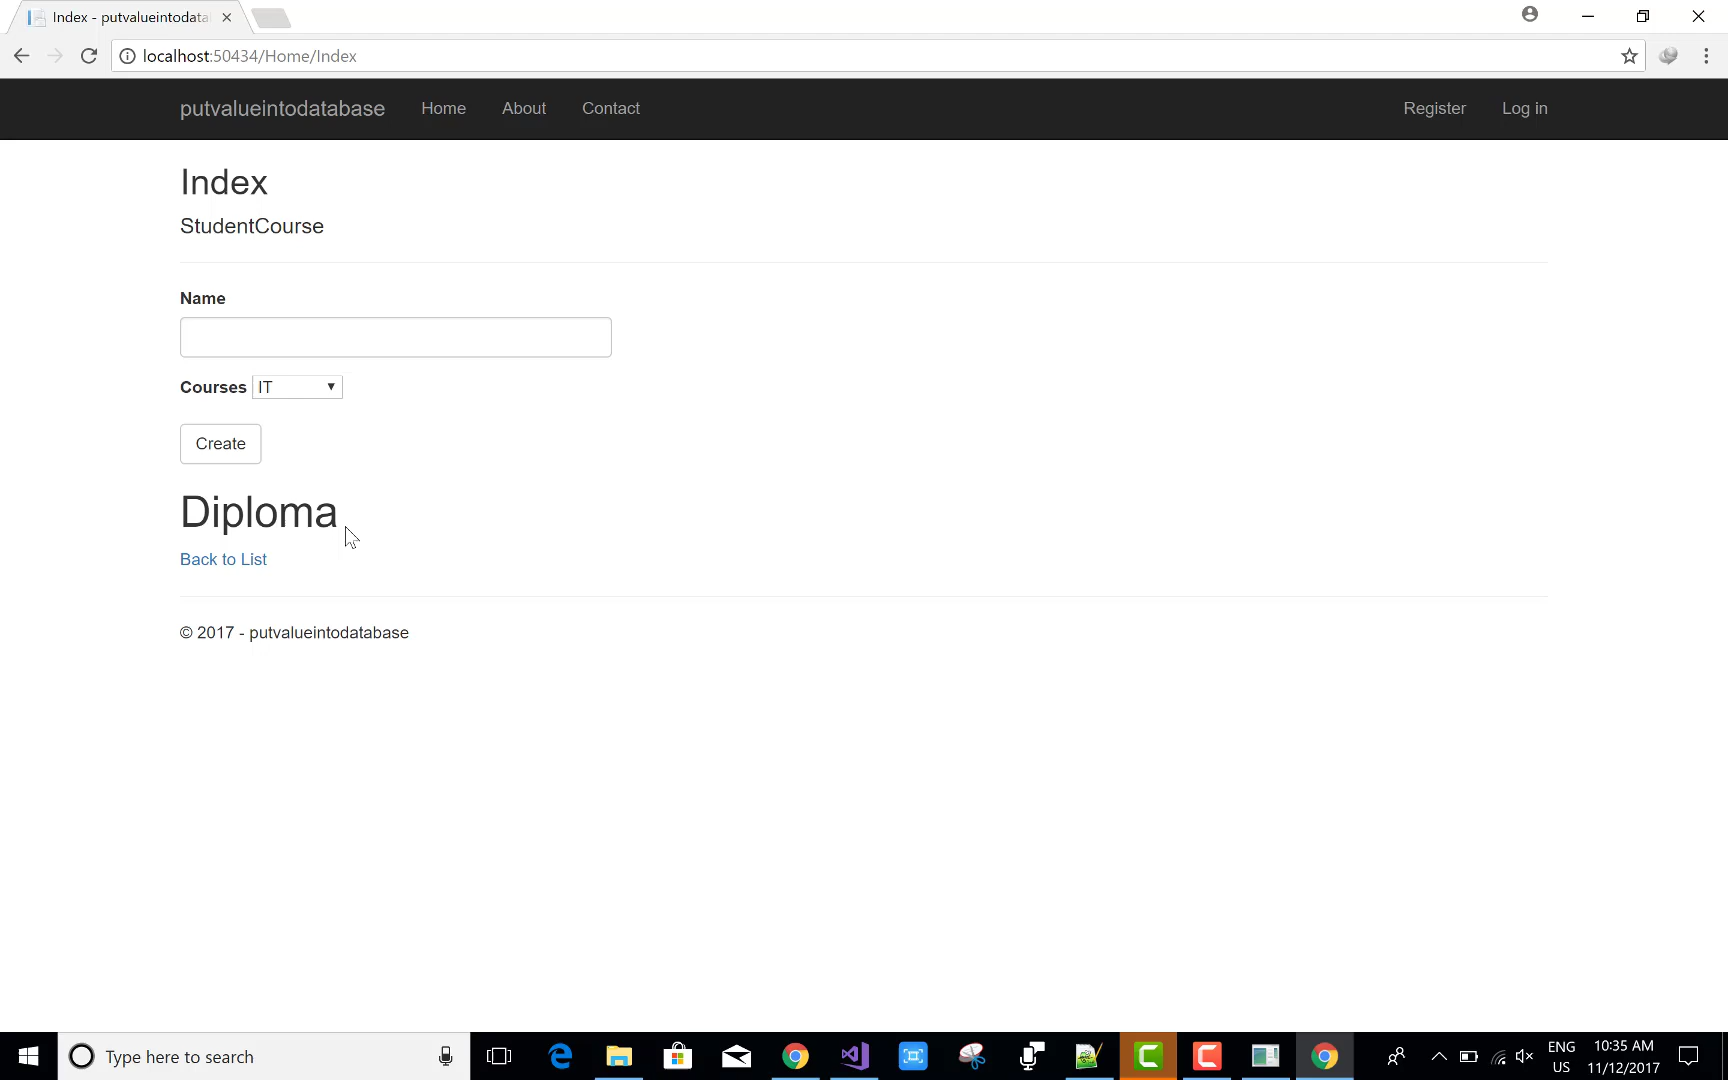 Index - putvalueintodata
localhost:50434/Home/Index
putvalueintodatabase Home About Contact Register Log in
Index
StudentCourse
Name
Courses IT
Create
Diploma
Back to List
© 2017 - putvalueintodatabase
Type here to search
ENG 10:35 AM
US 11/12/2017